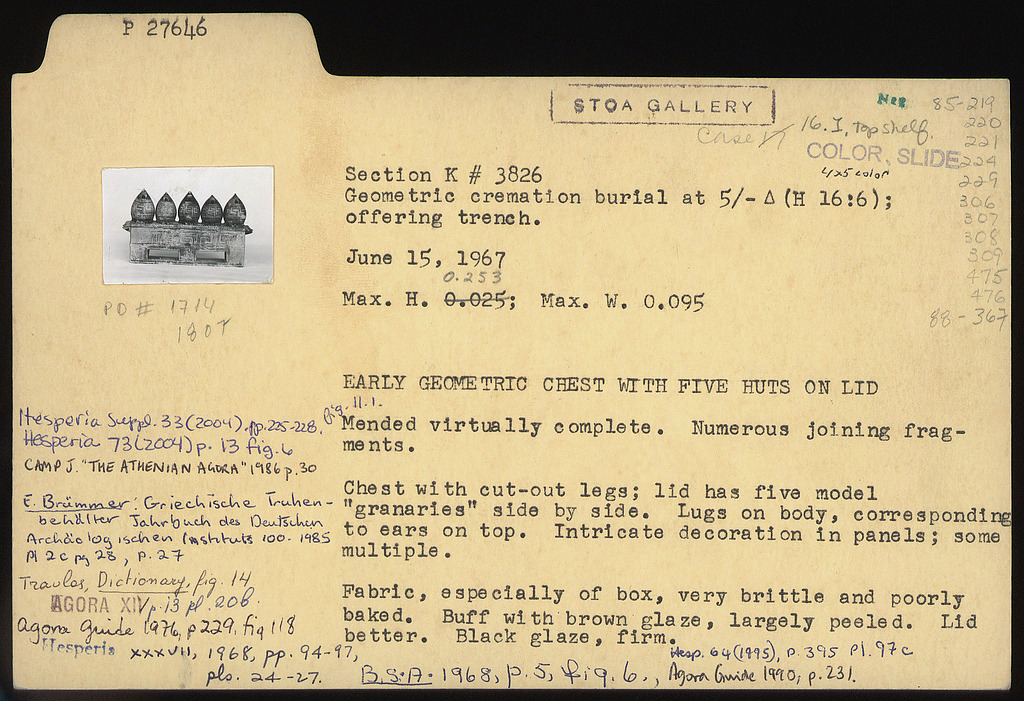 P 27646
STOA GALLERY
Neg 85-219
220
221
224
229
306
307
308
309
475
476
88-367
Case 17
16. I, Top shelf.
COLOR, SLIDE
4x5 color
Section K # 3826
Geometric cremation burial at 5/-Δ (H 16:6);
offering trench.
June 15, 1967
0.253
Max. H. 0.025; Max. W. 0.095
PD # 1714
1807
EARLY GEOMETRIC CHEST WITH FIVE HUTS ON LID
Mended virtually complete. Numerous joining frag-
ments.
Chest with cut-out legs; lid has five model
"granaries" side by side. Lugs on body, corresponding
to ears on top. Intricate decoration in panels; some
multiple.
Fabric, especially of box, very brittle and poorly
baked. Buff with brown glaze, largely peeled. Lid
better. Black glaze, firm.
Hesperia Suppl. 33 (2004), pp. 225-228, fig. 11.1.
Hesperia 73 (2004) p. 13 fig. 6
CAMP J. "THE ATHENIAN AGORA" 1986 p. 30
E. Brümmer: Griechische Truhen-
behälter Jahrbuch des Deutschen
Archäologischen Instituts 100. 1985
Pl 2c pg 28, p. 27
Travlos, Dictionary, fig. 14
AGORA XIV p. 13 pl. 20b.
Agora Guide 1976, p 229, fig 118
Hesperia XXXVII, 1968, pp. 94-97,
pls. 24-27.
B.S.A. 1968, p. 5, fig. 6.,
Hesp. 64 (1995), p. 395 Pl. 97c
Agora Guide 1990, p. 231.